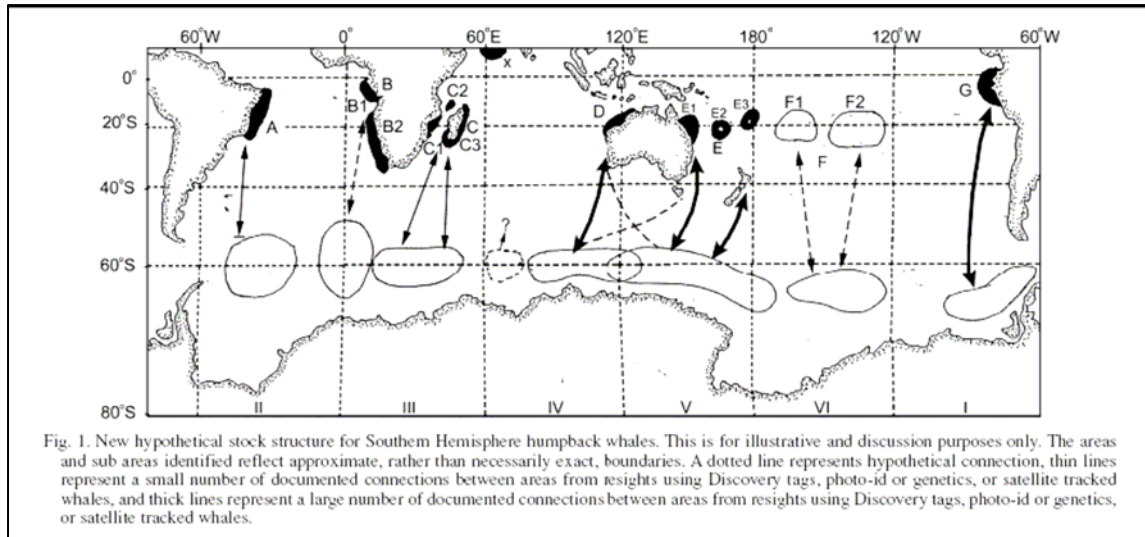 60°W 0° 60°E 120°E 180° 120°W 60°W
0° 20°S 40°S 60°S 80°S
A B B1 B2 C1 C2 C C3 X D E1 E2 E3 E F1 F2 F G
?
II III IV V VI I
Fig. 1. New hypothetical stock structure for Southern Hemisphere humpback whales. This is for illustrative and discussion purposes only. The areas
and sub areas identified reflect approximate, rather than necessarily exact, boundaries. A dotted line represents hypothetical connection, thin lines
represent a small number of documented connections between areas from resights using Discovery tags, photo-id or genetics, or satellite tracked
whales, and thick lines represent a large number of documented connections between areas from resights using Discovery tags, photo-id or genetics,
or satellite tracked whales.